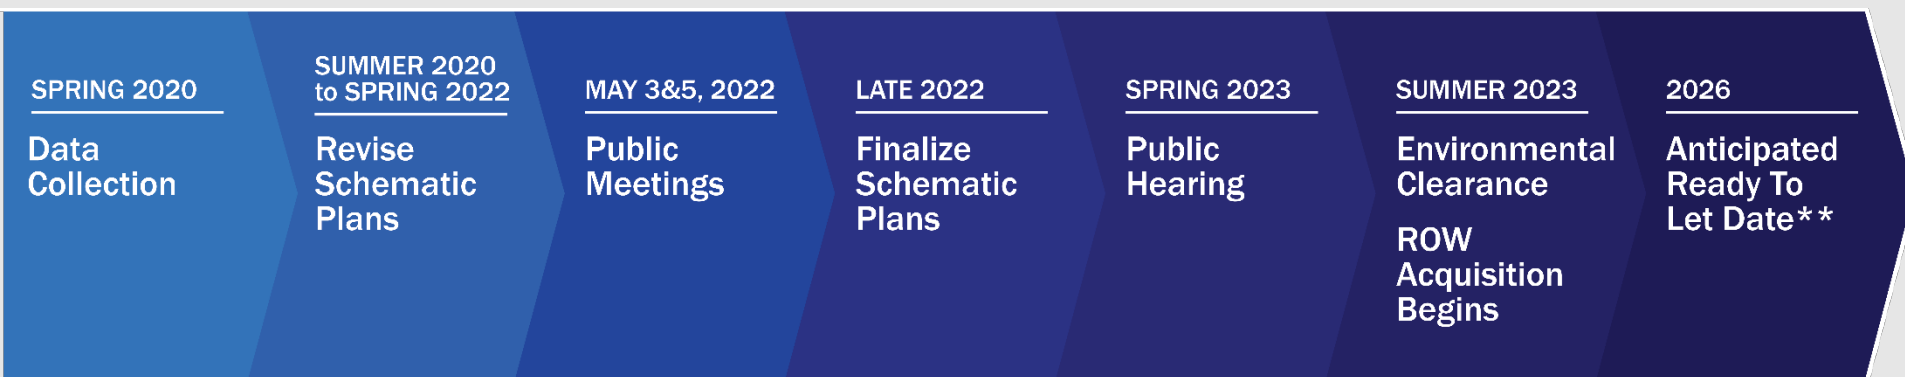 SPRING 2020
Data
Collection
SUMMER 2020
to SPRING 2022
Revise
Schematic
Plans
MAY 3&5, 2022
Public
Meetings
LATE 2022
Finalize
Schematic
Plans
SPRING 2023
Public
Hearing
SUMMER 2023
Environmental
Clearance
ROW
Acquisition
Begins
2026
Anticipated
Ready To
Let Date**